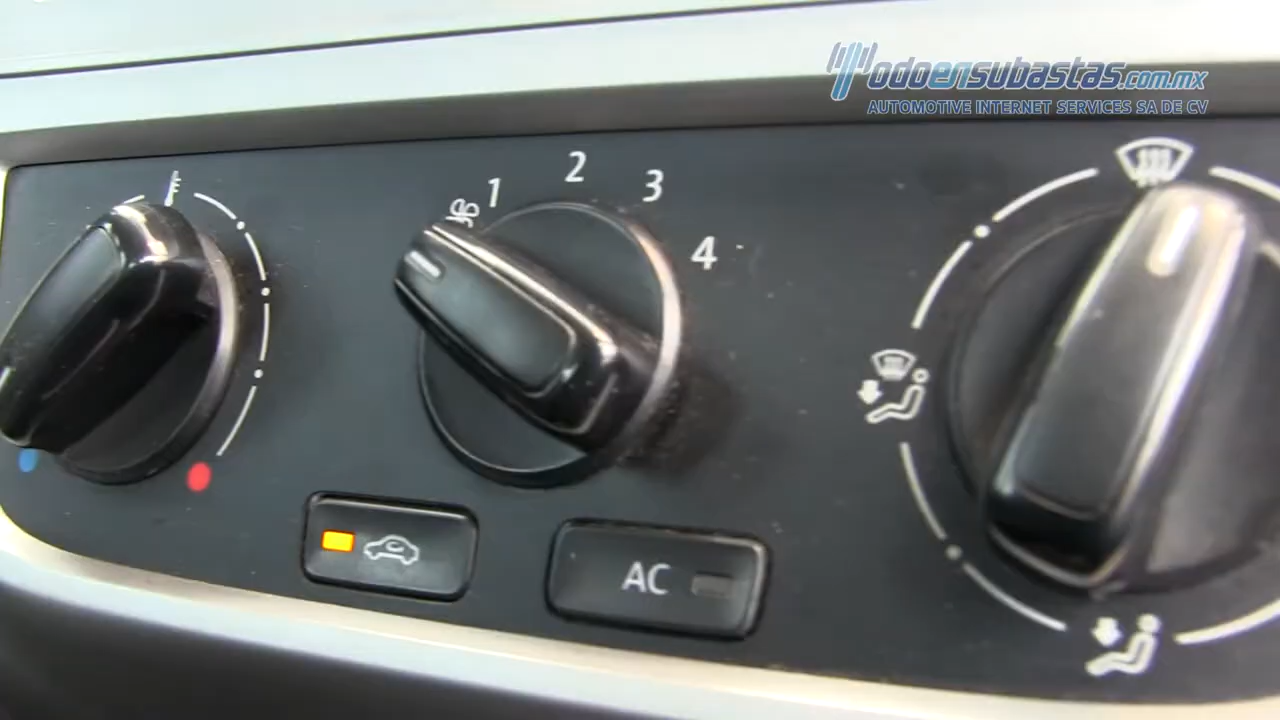 Todoensubastas.com.mx
AUTOMOTIVE INTERNET SERVICES SA DE CV
1 2 3 4
AC